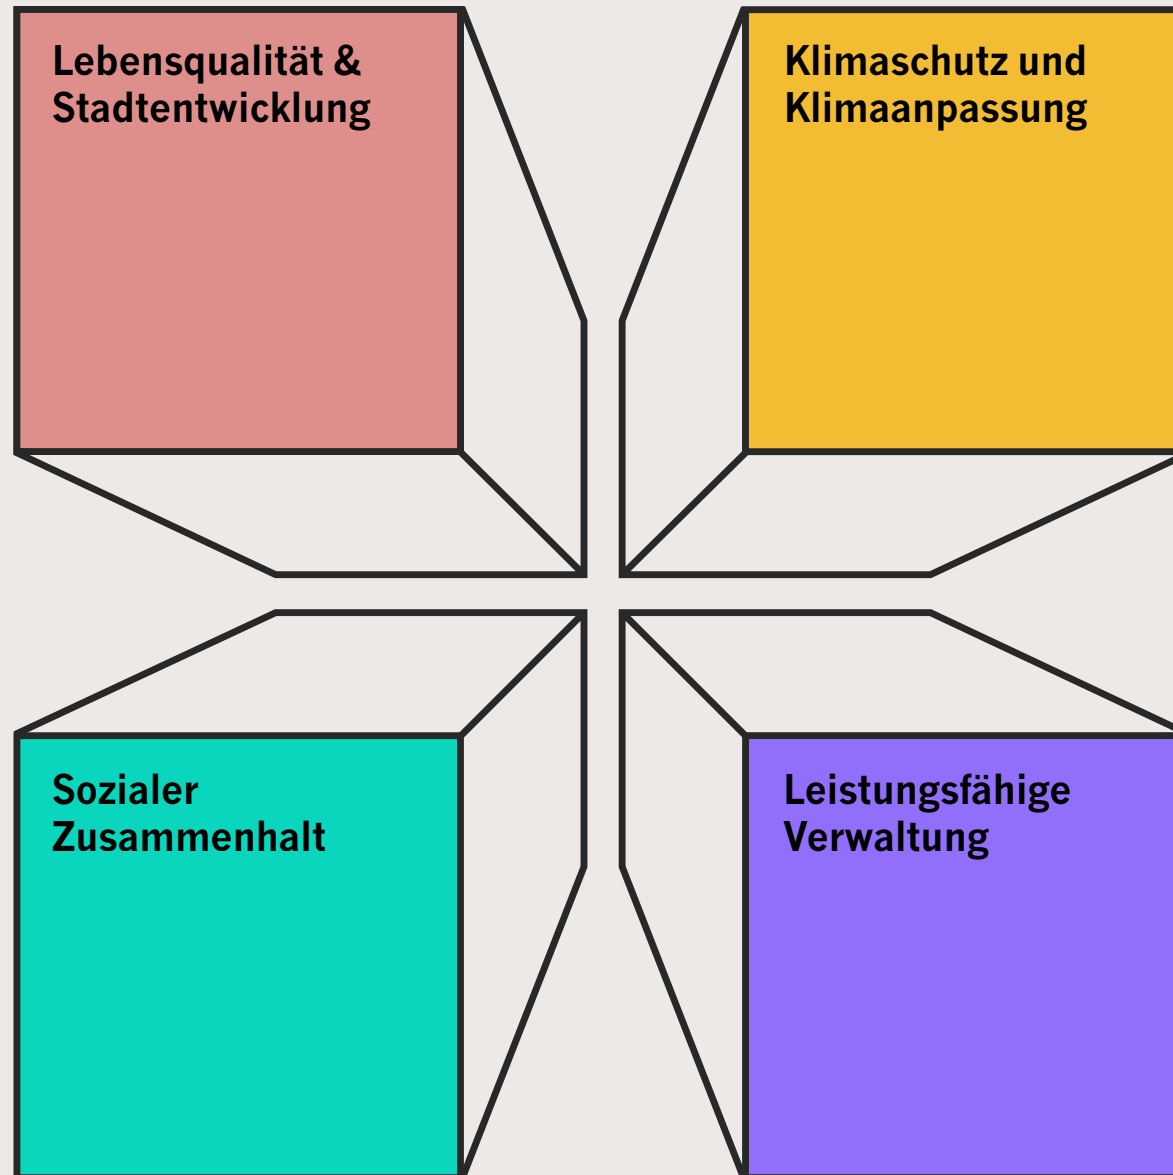 Lebensqualität &
Stadtentwicklung
Klimaschutz und
Klimaanpassung
Sozialer
Zusammenhalt
Leistungsfähige
Verwaltung